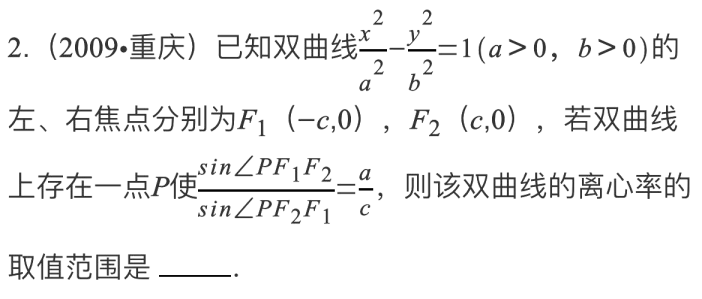 2.（2009•重庆）已知双曲线x²/a²−y²/b²=1(a>0，b>0)的
左、右焦点分别为F₁（−c,0），F₂（c,0），若双曲线
上存在一点P使sin∠PF₁F₂/sin∠PF₂F₁=a/c，则该双曲线的离心率的
取值范围是 _____.